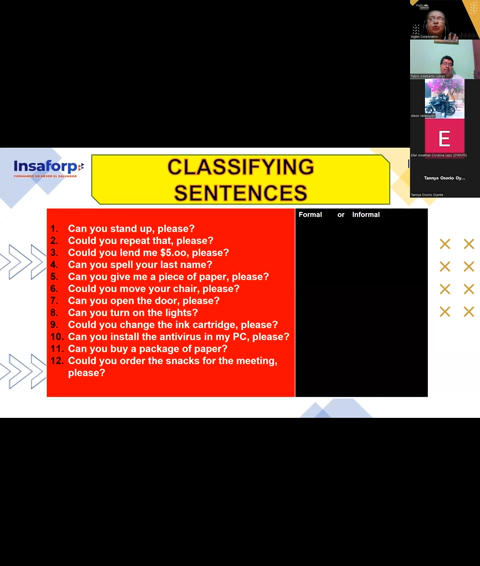 Insaforp
CLASSIFYING
SENTENCES
Formal or Informal
1. Can you stand up, please?
2. Could you repeat that, please?
3. Could you lend me $5.oo, please?
4. Can you spell your last name?
5. Can you give me a piece of paper, please?
6. Could you move your chair, please?
7. Can you open the door, please?
8. Can you turn on the lights?
9. Could you change the ink cartridge, please?
10. Can you install the antivirus in my PC, please?
11. Can you buy a package of paper?
12. Could you order the snacks for the meeting,
please?
E
Tannya Osorio Oy...